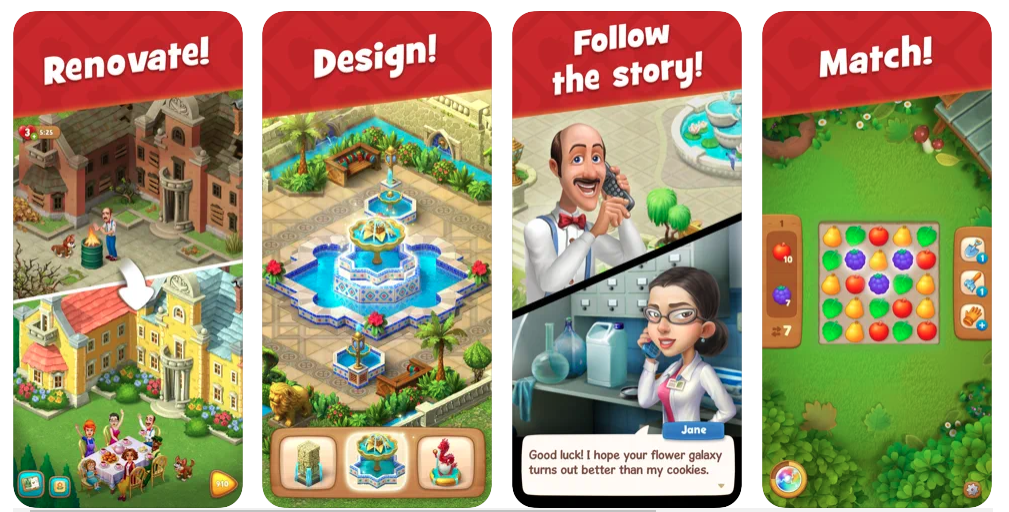 Renovate!
3 5:25
v10
Design!
Follow
the story!
Jane
Good luck! I hope your flower galaxy
turns out better than my cookies.
Match!
1
10
7
7
1
1